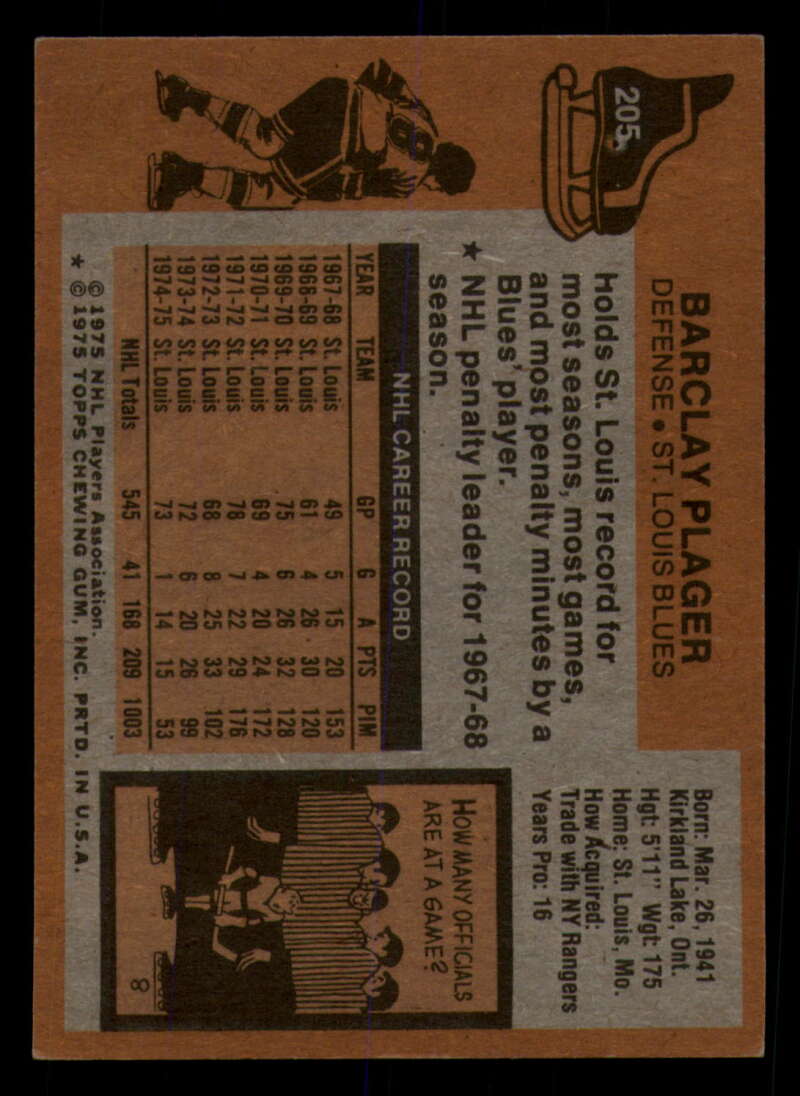 205
BARCLAY PLAGER
DEFENSE • ST. LOUIS BLUES
Holds St. Louis record for
most seasons, most games,
and most penalty minutes by a
Blues' player.
★ NHL penalty leader for 1967-68
season.
NHL CAREER RECORD
YEAR TEAM GP G A PTS PIM
1967-68 St. Louis 49 5 15 20 153
1968-69 St. Louis 61 4 26 30 120
1969-70 St. Louis 75 6 26 32 128
1970-71 St. Louis 69 4 20 24 172
1971-72 St. Louis 78 7 22 29 176
1972-73 St. Louis 68 8 25 33 102
1973-74 St. Louis 72 6 20 26 99
1974-75 St. Louis 73 1 14 15 53
NHL Totals 545 41 168 209 1003
© 1975 NHL Players Association.
* © 1975 TOPPS CHEWING GUM, INC. PRTD. IN U.S.A.
Born: Mar. 26, 1941
Kirkland Lake, Ont.
Hgt: 5'11" Wgt: 175
Home: St. Louis, Mo.
How Acquired:
Trade with NY Rangers
Years Pro: 16
HOW MANY OFFICIALS
ARE AT A GAME?
8
8